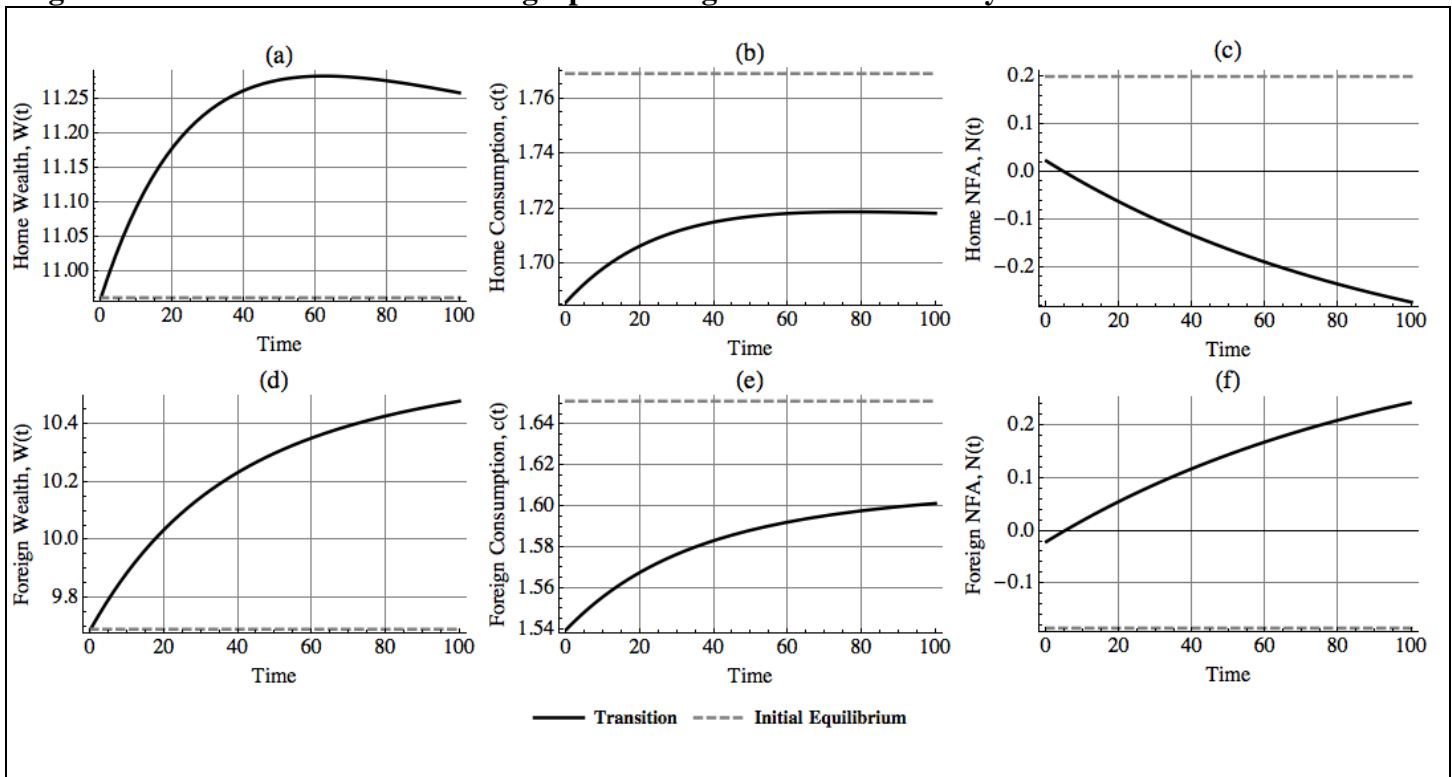 (a)
Home Wealth, W(t)
11.25
11.20
11.15
11.10
11.05
11.00
0 20 40 60 80 100
Time
(b)
Home Consumption, c(t)
1.76
1.74
1.72
1.70
0 20 40 60 80 100
Time
(c)
Home NFA, N(t)
0.2
0.1
0.0
−0.1
−0.2
0 20 40 60 80 100
Time
(d)
Foreign Wealth, W(t)
10.4
10.2
10.0
9.8
0 20 40 60 80 100
Time
(e)
Foreign Consumption, c(t)
1.64
1.62
1.60
1.58
1.56
1.54
0 20 40 60 80 100
Time
(f)
Foreign NFA, N(t)
0.2
0.1
0.0
−0.1
0 20 40 60 80 100
Time
Transition Initial Equilibrium